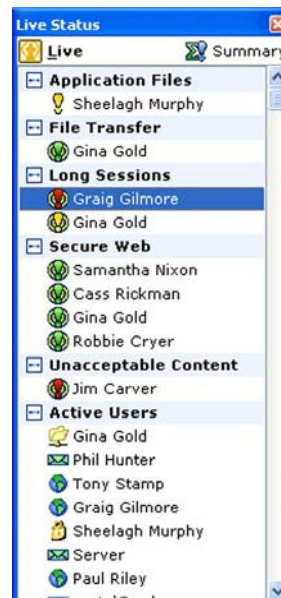 Live Status
Live Summary
Application Files
Sheelagh Murphy
File Transfer
Gina Gold
Long Sessions
Graig Gilmore
Gina Gold
Secure Web
Samantha Nixon
Cass Rickman
Gina Gold
Robbie Cryer
Unacceptable Content
Jim Carver
Active Users
Gina Gold
Phil Hunter
Tony Stamp
Graig Gilmore
Sheelagh Murphy
Server
Paul Riley